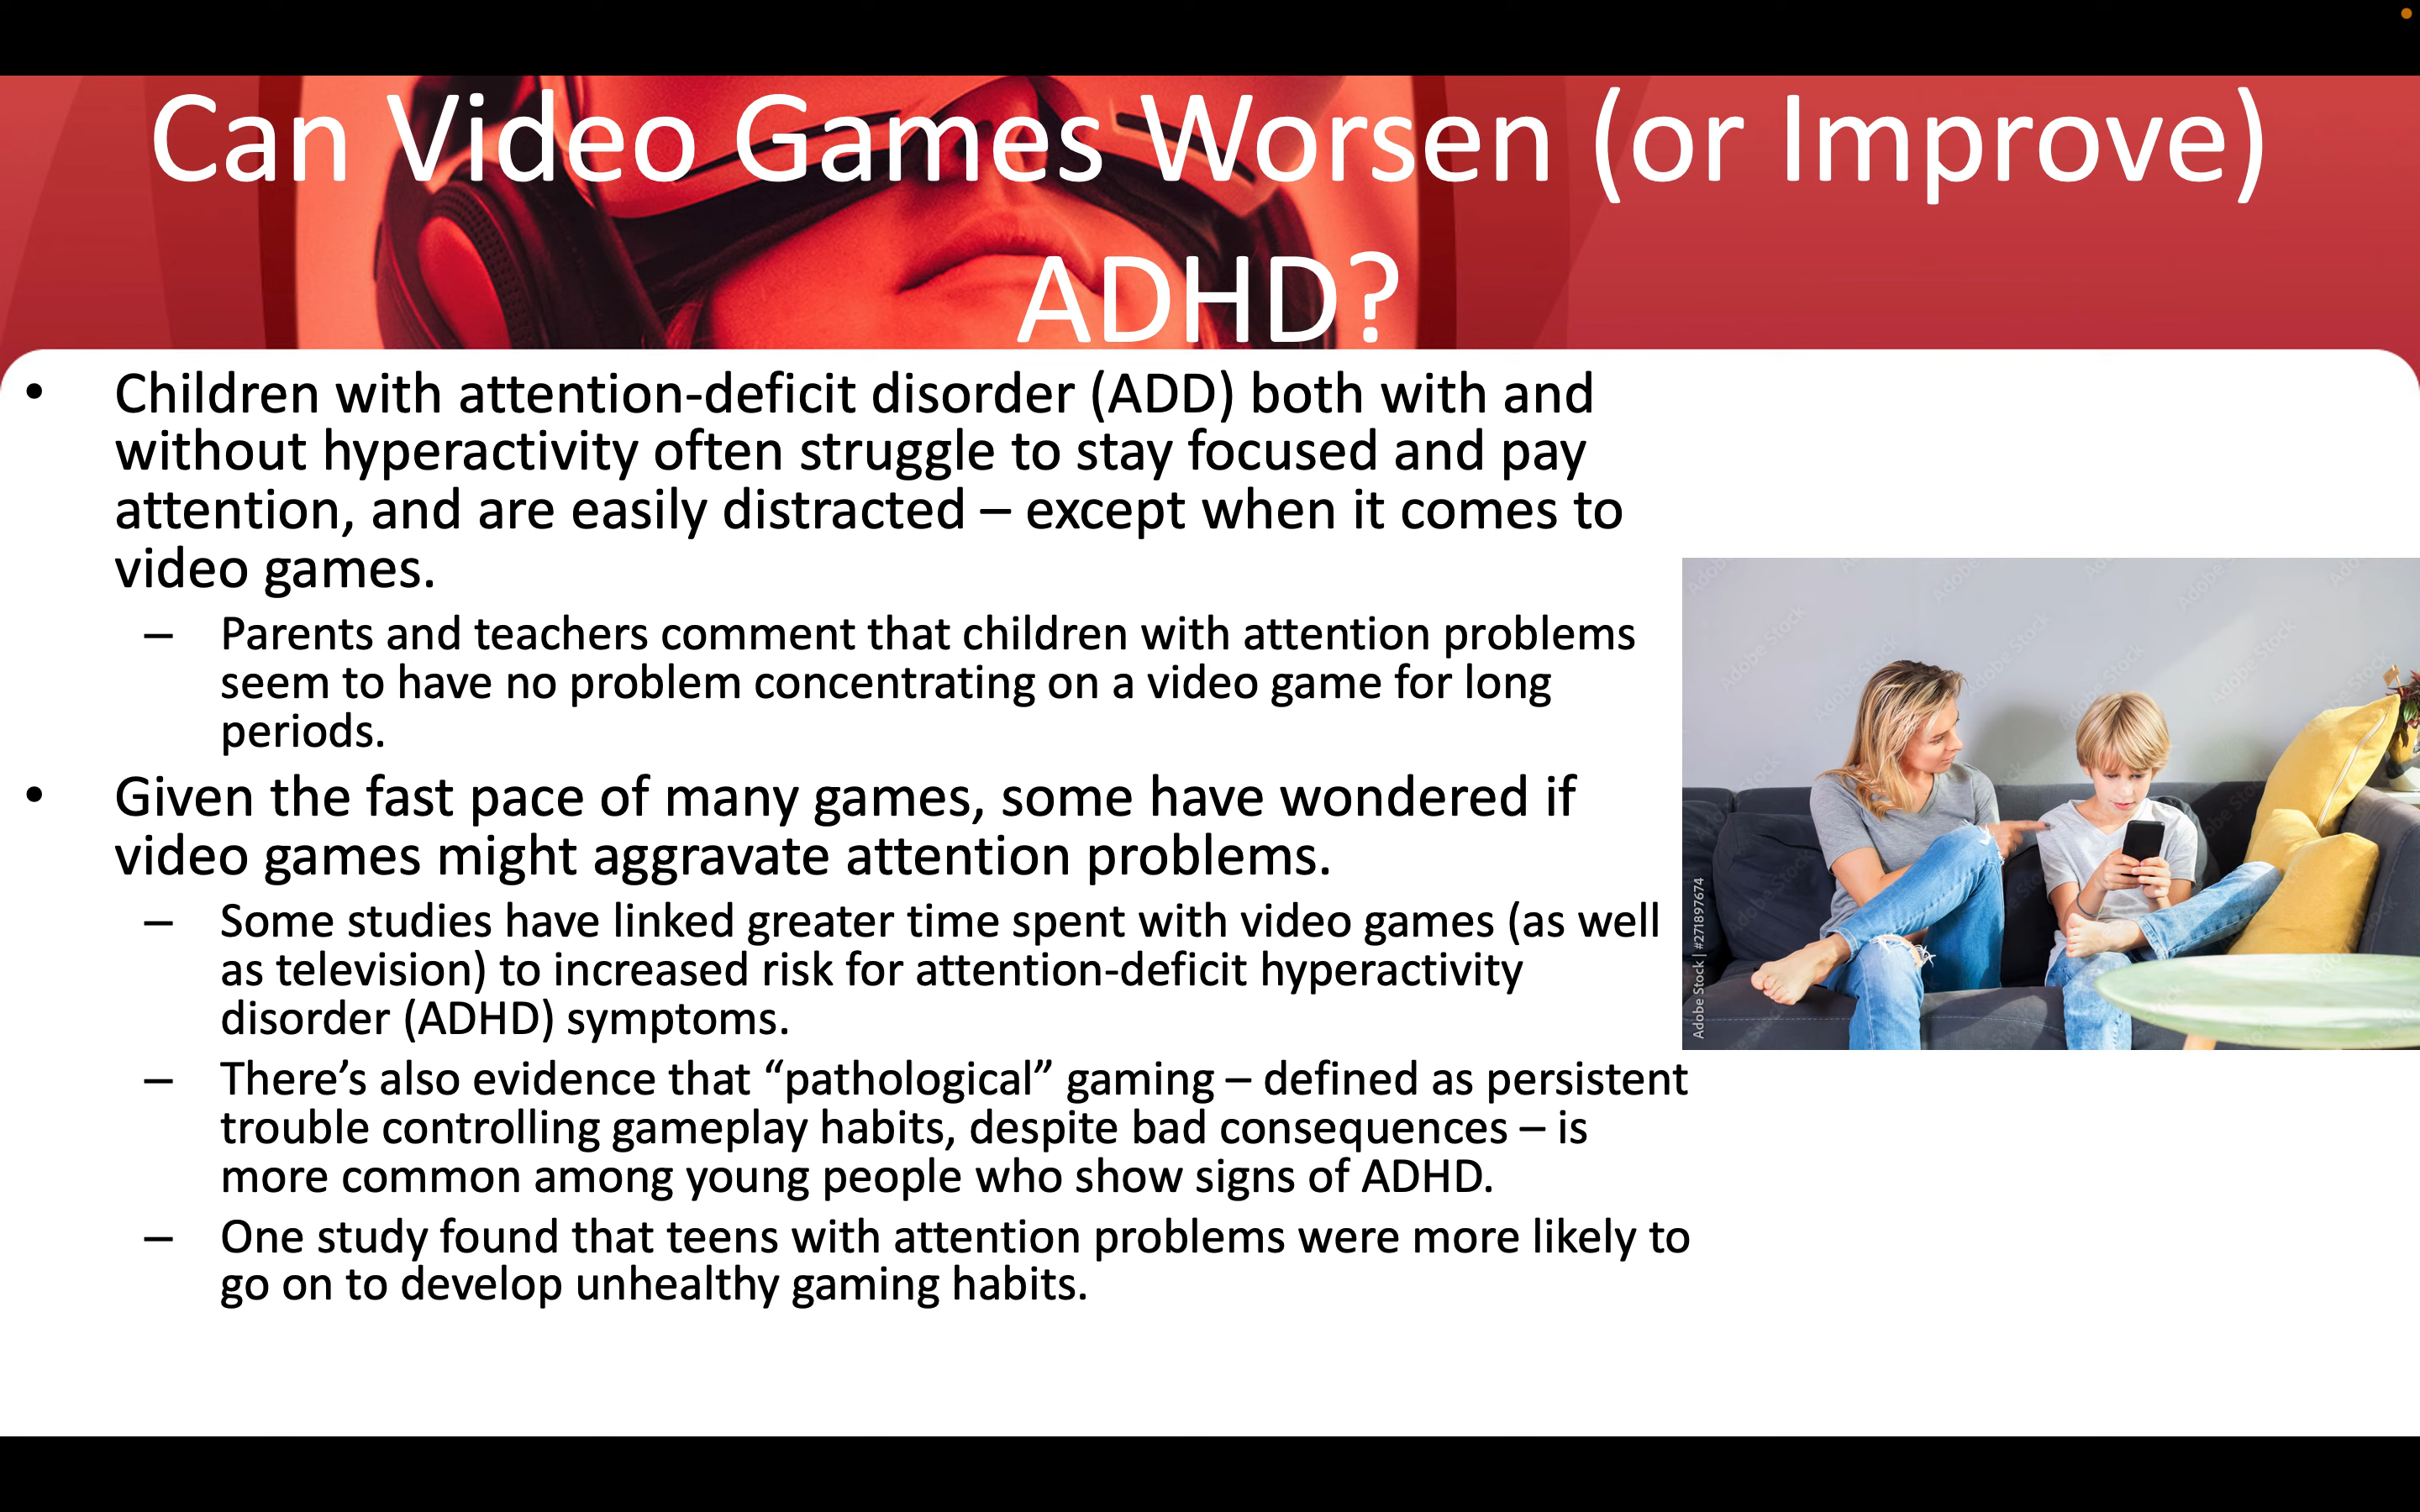 Can Video Games Worsen (or Improve)
ADHD?
• Children with attention-deficit disorder (ADD) both with and
without hyperactivity often struggle to stay focused and pay
attention, and are easily distracted – except when it comes to
video games.
– Parents and teachers comment that children with attention problems
seem to have no problem concentrating on a video game for long
periods.
• Given the fast pace of many games, some have wondered if
video games might aggravate attention problems.
– Some studies have linked greater time spent with video games (as well
as television) to increased risk for attention-deficit hyperactivity
disorder (ADHD) symptoms.
– There’s also evidence that “pathological” gaming – defined as persistent
trouble controlling gameplay habits, despite bad consequences – is
more common among young people who show signs of ADHD.
– One study found that teens with attention problems were more likely to
go on to develop unhealthy gaming habits.
Adobe Stock | #271897674